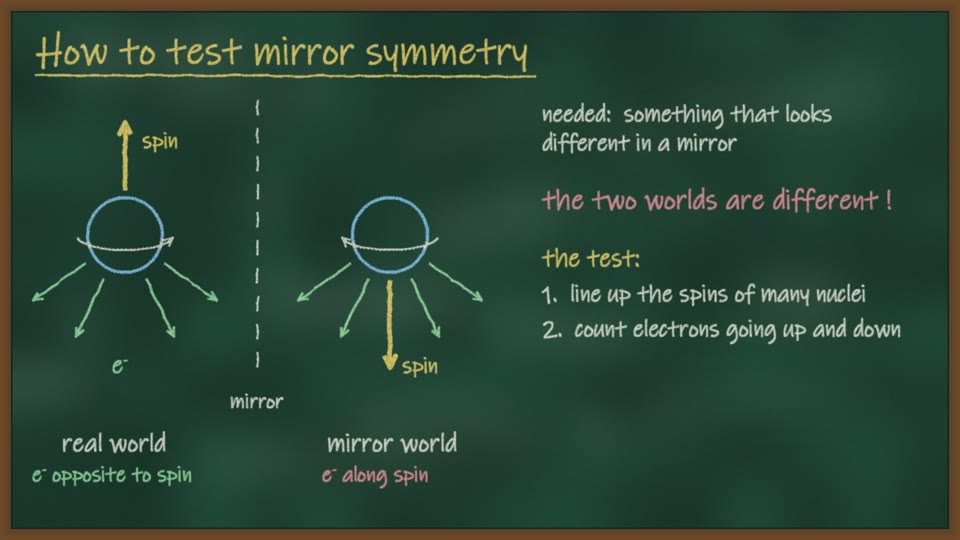 How to test mirror symmetry
spin
e⁻
mirror
spin
real world
e⁻ opposite to spin
mirror world
e⁻ along spin
needed: something that looks
different in a mirror
the two worlds are different !
the test:
1. line up the spins of many nuclei
2. count electrons going up and down